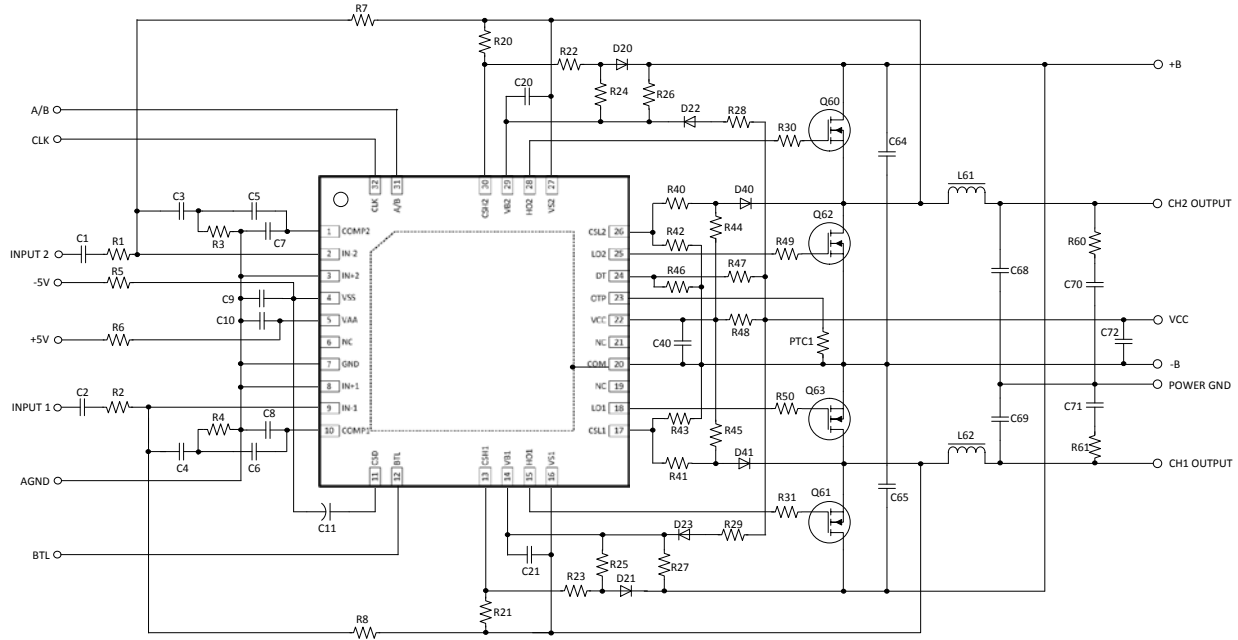 R7
R20
R22
D20
+B
C20
R24
R26
D22
R28
Q60
A/B
R30
CLK
C64
32
31
30
29
28
27
CLK
A/B
CSH2
VB2
HO2
VS2
L61
C3
C5
R40
D40
1
COMP2
CSL2
26
CH2 OUTPUT
R3
C7
R42
R44
Q62
C1
R1
R60
INPUT 2
2
IN-2
LO2
25
R49
R5
R46
R47
-5V
3
IN+2
DT
24
C68
C70
C9
4
VSS
OTP
23
C10
R6
5
VAA
VCC
22
R48
VCC
+5V
6
NC
NC
21
C40
PTC1
C72
7
GND
COM
20
-B
C2
R2
8
IN+1
NC
19
Q63
POWER GND
INPUT 1
9
IN-1
LO1
18
R50
C69
C71
R4
C8
R43
R45
10
COMP1
CSL1
17
L62
R61
C4
C6
R41
D41
CH1 OUTPUT
CSD
BTL
CSH1
VB1
HO1
VS1
11
12
13
14
15
16
AGND
C65
C11
R31
Q61
D23
R29
BTL
C21
R25
R27
R23
D21
R21
R8